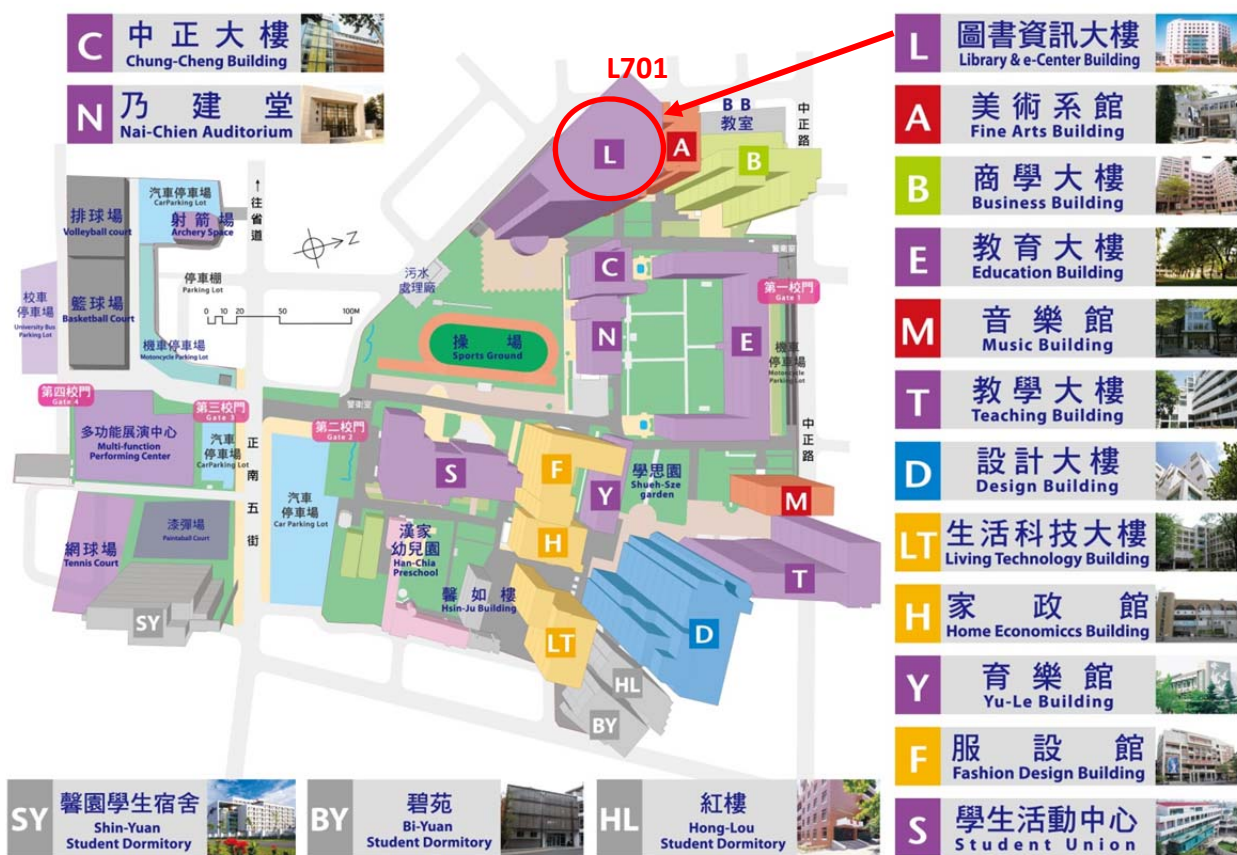 C 中正大樓
Chung-Cheng Building
N 乃建堂
Nai-Chien Auditorium
L701
L 圖書資訊大樓
Library & e-Center Building
A 美術系館
Fine Arts Building
B 商學大樓
Business Building
E 教育大樓
Education Building
M 音樂館
Music Building
T 教學大樓
Teaching Building
D 設計大樓
Design Building
LT 生活科技大樓
Living Technology Building
H 家政館
Home Economiccs Building
Y 育樂館
Yu-Le Building
F 服設館
Fashion Design Building
S 學生活動中心
Student Union
L
A
B B
教室
B
中正路
汽車停車場
CarParking Lot
←往省道
排球場
Volleyball court
射箭場
Archery Space
Z
停車棚
Parking Lot
0 10 20 50 100M
校車
停車場
University Bus
Parking Lot
籃球場
Basketball Court
機車停車場
Motorcycle Parking Lot
污水
處理廠
C
N
E
警衛室
第一校門
Gate 1
機車
停車場
Motorcycle
Parking Lot
操場
Sports Ground
第四校門
Gate 4
第三校門
Gate 3
第二校門
Gate 2
警衛室
多功能展演中心
Multi-function
Performing Center
汽車
停車場
CarParking Lot
正南五街
汽車
停車場
Car Parking Lot
S
F
Y
學思園
Shueh-Sze
garden
中正路
M
H
T
漆彈場
Paintaball Court
網球場
Tennis Court
漢家
幼兒園
Han-Chia
Preschool
馨如樓
Hsin-Ju Building
SY
LT
D
HL
BY
SY 馨園學生宿舍
Shin-Yuan
Student Dormitory
BY 碧苑
Bi-Yuan
Student Dormitory
HL 紅樓
Hong-Lou
Student Dormitory